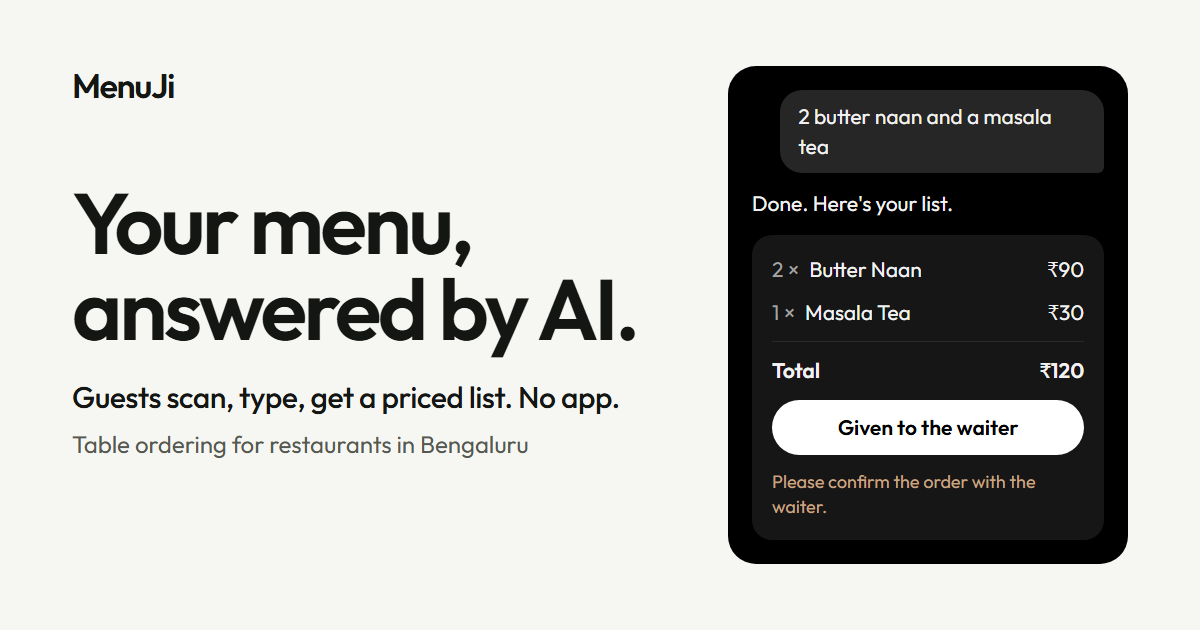 MenuJi
Your menu,
answered by AI.
Guests scan, type, get a priced list. No app.
Table ordering for restaurants in Bengaluru
2 butter naan and a masala
tea
Done. Here's your list.
2 × Butter Naan ₹90
1 × Masala Tea ₹30
Total ₹120
Given to the waiter
Please confirm the order with the
waiter.